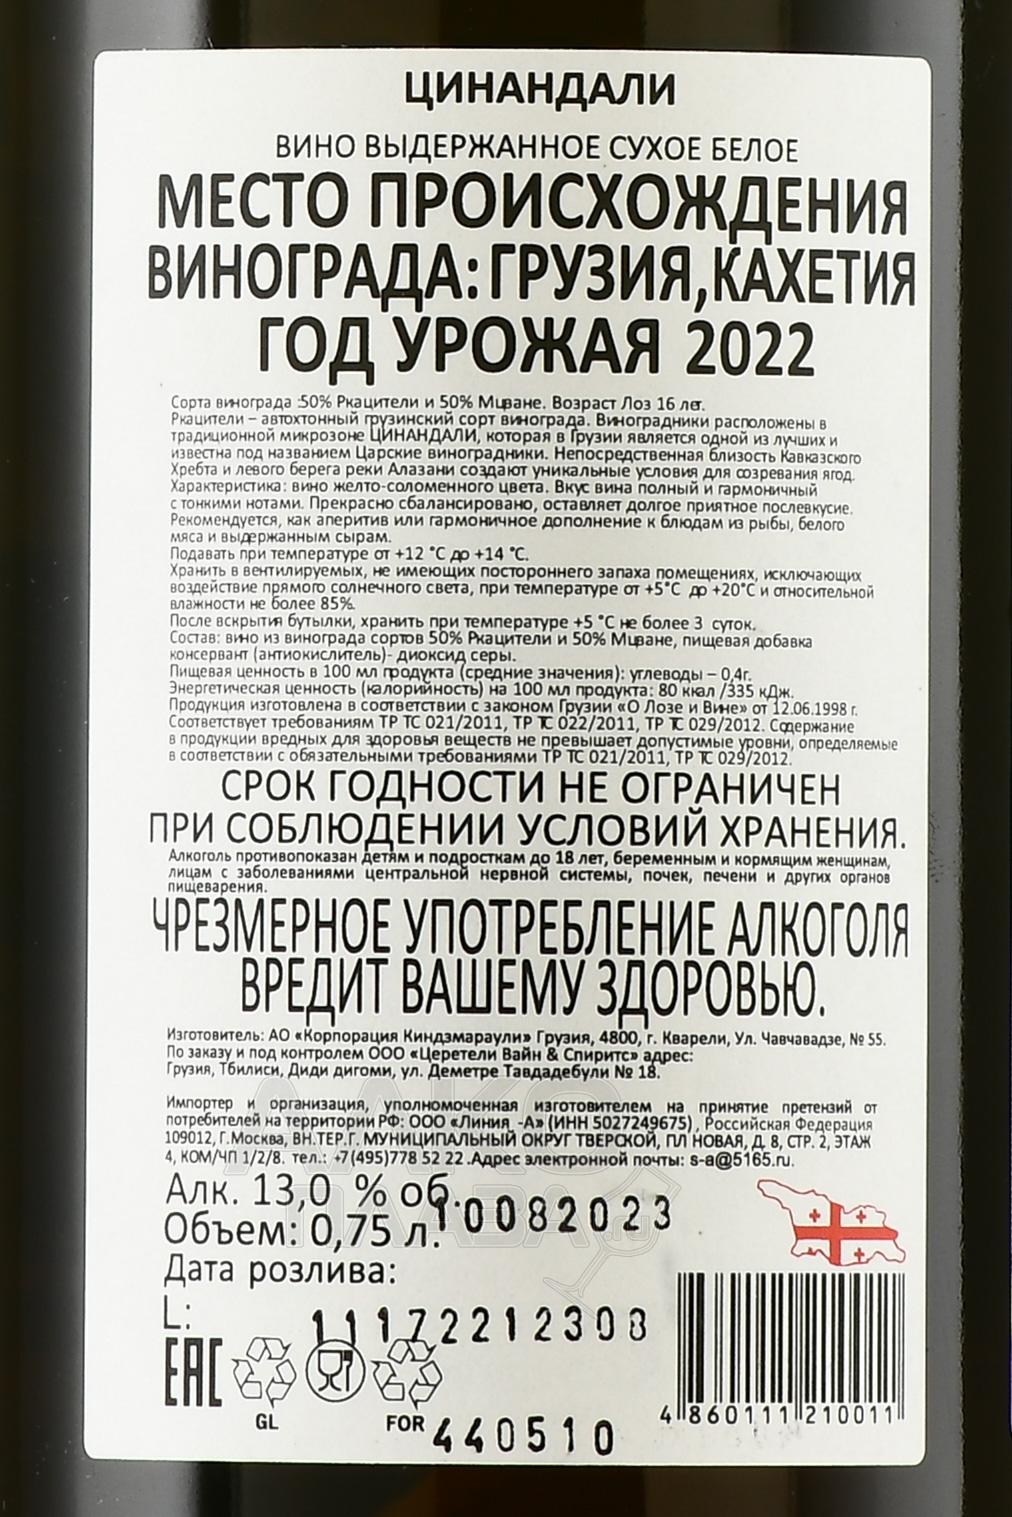 ЦИНАНДАЛИ
ВИНО ВЫДЕРЖАННОЕ СУХОЕ БЕЛОЕ
МЕСТО ПРОИСХОЖДЕНИЯ
ВИНОГРАДА: ГРУЗИЯ, КАХЕТИЯ
ГОД УРОЖАЯ 2022
Сорта винограда :50% Ркацители и 50% Мцване. Возраст Лоз 16 лет.
Ркацители – автохтонный грузинский сорт винограда. Виноградники расположены в
традиционной микрозоне ЦИНАНДАЛИ, которая в Грузии является одной из лучших и
известна под названием Царские виноградники. Непосредственная близость Кавказского
Хребта и левого берега реки Алазани создают уникальные условия для созревания ягод.
Характеристика: вино желто-соломенного цвета. Вкус вина полный и гармоничный
с тонкими нотами. Прекрасно сбалансировано, оставляет долгое приятное послевкусие.
Рекомендуется, как аперитив или гармоничное дополнение к блюдам из рыбы, белого
мяса и выдержанным сырам.
Подавать при температуре от +12 °C до +14 °C.
Хранить в вентилируемых, не имеющих постороннего запаха помещениях, исключающих
воздействие прямого солнечного света, при температуре от +5°C до +20°C и относительной
влажности не более 85%.
После вскрытия бутылки, хранить при температуре +5 °C не более 3 суток.
Состав: вино из винограда сортов 50% Ркацители и 50% Мцване, пищевая добавка
консервант (антиокислитель)- диоксид серы.
Пищевая ценность в 100 мл продукта (средние значения): углеводы – 0,4г.
Энергетическая ценность (калорийность) на 100 мл продукта: 80 ккал /335 кДж.
Продукция изготовлена в соответствии с законом Грузии «О Лозе и Вине» от 12.06.1998 г.
Соответствует требованиям ТР ТС 021/2011, ТР ТС 022/2011, ТР ТС 029/2012. Содержание
в продукции вредных для здоровья веществ не превышает допустимые уровни, определяемые
в соответствии с обязательными требованиями ТР ТС 021/2011, ТР ТС 029/2012.
СРОК ГОДНОСТИ НЕ ОГРАНИЧЕН
ПРИ СОБЛЮДЕНИИ УСЛОВИЙ ХРАНЕНИЯ.
Алкоголь противопоказан детям и подросткам до 18 лет, беременным и кормящим женщинам,
лицам с заболеваниями центральной нервной системы, почек, печени и других органов
пищеварения.
ЧРЕЗМЕРНОЕ УПОТРЕБЛЕНИЕ АЛКОГОЛЯ
ВРЕДИТ ВАШЕМУ ЗДОРОВЬЮ.
Изготовитель: АО «Корпорация Киндзмараули» Грузия, 4800, г. Кварели, Ул. Чавчавадзе, № 55.
По заказу и под контролем ООО «Церетели Вайн & Спиритс» адрес:
Грузия, Тбилиси, Диди дигоми, ул. Деметре Тавдадебули № 18.
Импортер и организация, уполномоченная изготовителем на принятие претензий от
потребителей на территории РФ: ООО «Линия -А» (ИНН 5027249675), Российская Федерация
109012, Г.Москва, ВН.ТЕР.Г. МУНИЦИПАЛЬНЫЙ ОКРУГ ТВЕРСКОЙ, ПЛ НОВАЯ, Д. 8, СТР. 2, ЭТАЖ
4, КОМ/ЧП 1/2/8. тел.: +7(495)778 52 22 .Адрес электронной почты: s-a@5165.ru.
Алк. 13,0 % об.
10082023
Объем: 0,75 л.
Дата розлива:
L:
11172212308
EAC
GL
FOR
440510
4 860111 210011